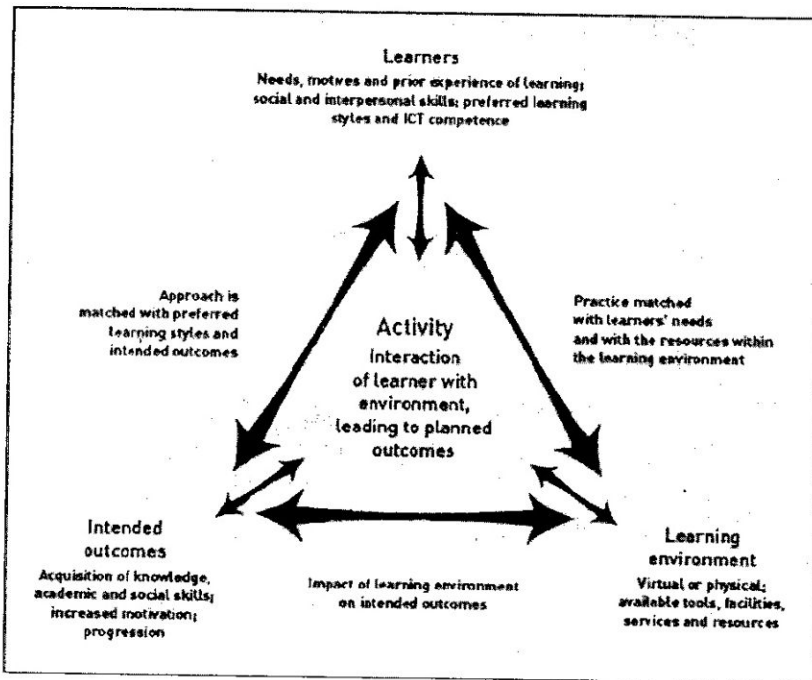 Learners
Needs, motives and prior experience of learning;
social and interpersonal skills; preferred learning
styles and ICT competence
Approach is
matched with preferred
learning styles and
intended outcomes
Practice matched
with learners' needs
and with the resources within
the learning environment
Activity
Interaction
of learner with
environment,
leading to planned
outcomes
Intended
outcomes
Acquisition of knowledge,
academic and social skills;
increased motivation;
progression
Impact of learning environment
on intended outcomes
Learning
environment
Virtual or physical;
available tools, facilities,
services and resources